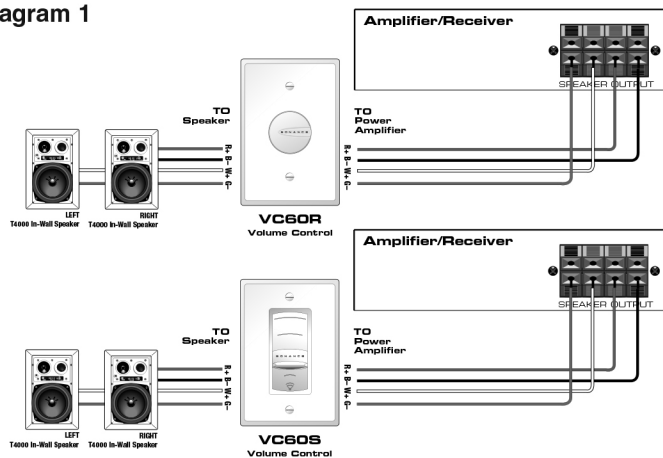 agram 1
Amplifier/Receiver
SPEAKER OUTPUT
TO
Speaker
TO
Power
Amplifier
R+ B– W+ G–
R+ B– W+ G–
LEFT
T4000 In-Wall Speaker
RIGHT
T4000 In-Wall Speaker
VC60R
Volume Control
Amplifier/Receiver
SPEAKER OUTPUT
TO
Speaker
TO
Power
Amplifier
R+ B– W+ G–
R+ B– W+ G–
LEFT
T4000 In-Wall Speaker
RIGHT
T4000 In-Wall Speaker
VC60S
Volume Control